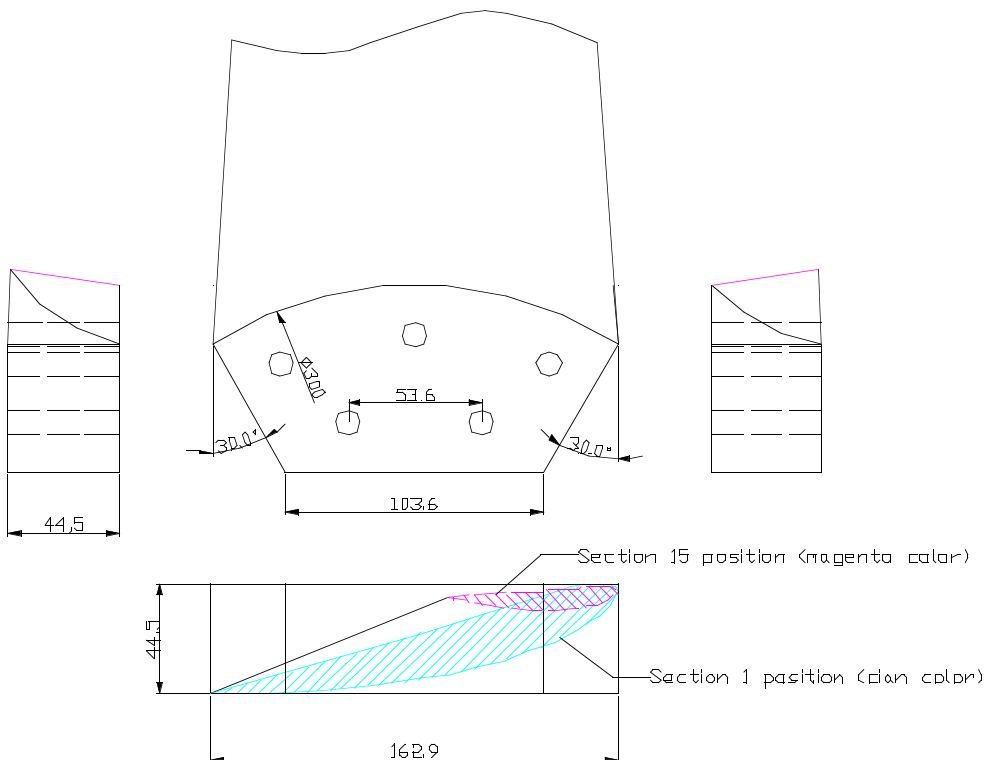 Ø300
53.6
30.0°
30.0°
103.6
44,5
Section 15 position (magenta color)
44,5
Section 1 position (cian color)
162.9